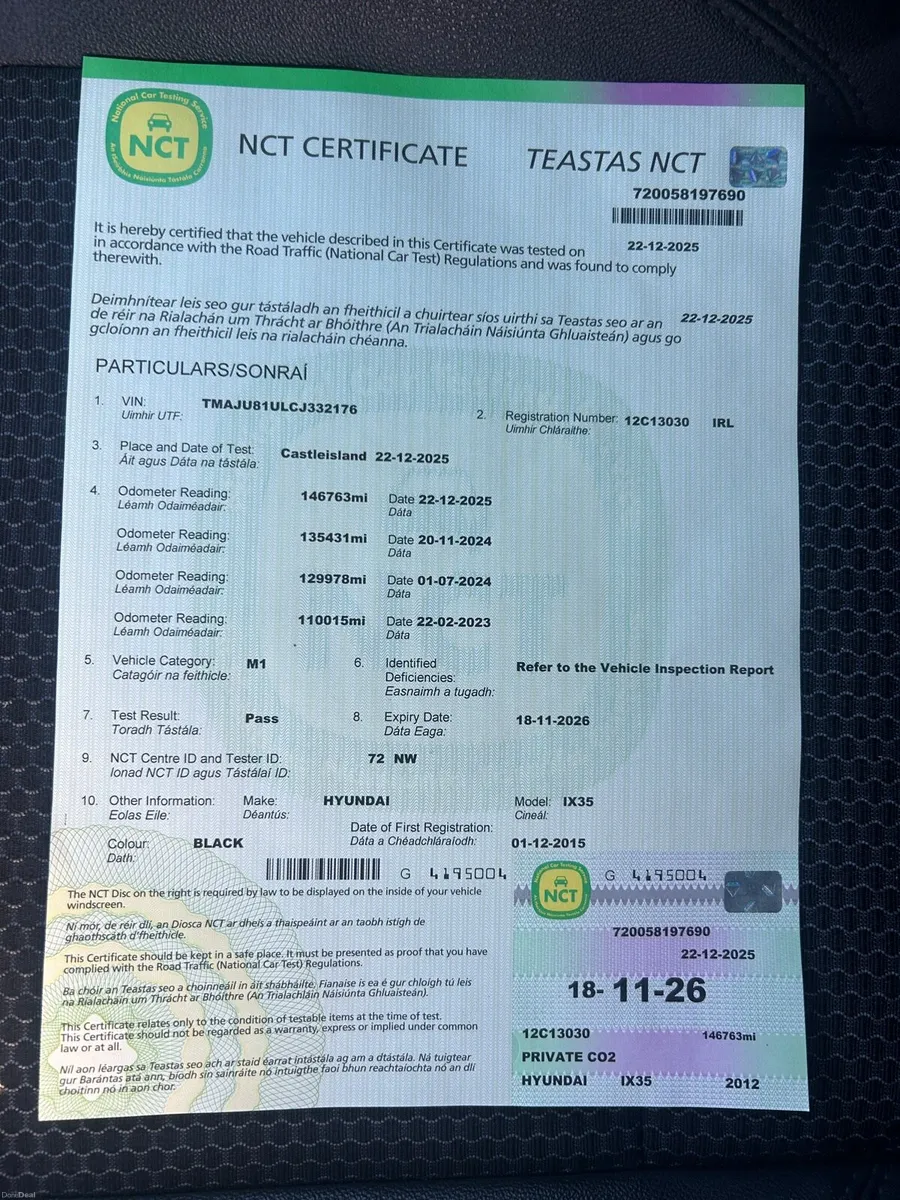 National Car Testing Service
NCT
An tSeirbhís Náisiúnta Tástála Carranna
NCT CERTIFICATE
TEASTAS NCT
720058197690
It is hereby certified that the vehicle described in this Certificate was tested on 22-12-2025
in accordance with the Road Traffic (National Car Test) Regulations and was found to comply
therewith.
Deimhnítear leis seo gur tástáladh an fheithicil a chuirtear síos uirthi sa Teastas seo ar an 22-12-2025
de réir na Rialachán um Thrácht ar Bhóithre (An Trialacháin Náisiúnta Ghluaisteán) agus go
gcloíonn an fheithicil leis na rialacháin chéanna.
PARTICULARS/SONRAÍ
1. VIN: TMAJU81ULCJ332176
Uimhir UTF:
2. Registration Number: 12C13030 IRL
Uimhir Chláraithe:
3. Place and Date of Test: Castleisland 22-12-2025
Áit agus Dáta na tástála:
4. Odometer Reading: 146763mi Date 22-12-2025
Léamh Odaiméadair: Dáta
Odometer Reading: 135431mi Date 20-11-2024
Léamh Odaiméadair: Dáta
Odometer Reading: 129978mi Date 01-07-2024
Léamh Odaiméadair: Dáta
Odometer Reading: 110015mi Date 22-02-2023
Léamh Odaiméadair: Dáta
5. Vehicle Category: M1
Catagóir na feithicle:
6. Identified
Deficiencies: Refer to the Vehicle Inspection Report
Easnaimh a tugadh:
7. Test Result: Pass
Toradh Tástála:
8. Expiry Date: 18-11-2026
Dáta Eaga:
9. NCT Centre ID and Tester ID: 72 NW
Ionad NCT ID agus Tástálaí ID:
10. Other Information: Make: HYUNDAI Model: IX35
Eolas Eile: Déantús: Cineál:
Date of First Registration:
Dáta a Chéadchláraíodh: 01-12-2015
Colour: BLACK
Dath:
G 4195004
The NCT Disc on the right is required by law to be displayed on the inside of your vehicle
windscreen.
Ní mór, de réir dlí, an Diosca NCT ar dheis a thaispeáint ar an taobh istigh de
ghaothscáth d'fheithicle.
This Certificate should be kept in a safe place. It must be presented as proof that you have
complied with the Road Traffic (National Car Test) Regulations.
Ba chóir an Teastas seo a choinneáil in áit shábháilte, Fianaise is ea é gur chloígh tú leis
na Rialacháin um Thrácht ar Bhóithre (An Trialachláin Náisiúnta Ghluaisteán).
This Certificate relates only to the condition of testable items at the time of test.
This Certificate should not be regarded as a warranty, express or implied under common
law or at all.
Níl aon léargas sa Teastas seo ach ar staid éarraí intástála ag am a dtástála. Ná tuigtear
gur Barántas atá ann, bíodh sin sainráite nó intuigthe faoi bhun reachtaíochta nó an dlí
choitinn nó in aon chor.
NCT
G 4195004
720058197690
22-12-2025
18- 11-26
12C13030 146763mi
PRIVATE CO2
HYUNDAI IX35 2012
DoneDeal